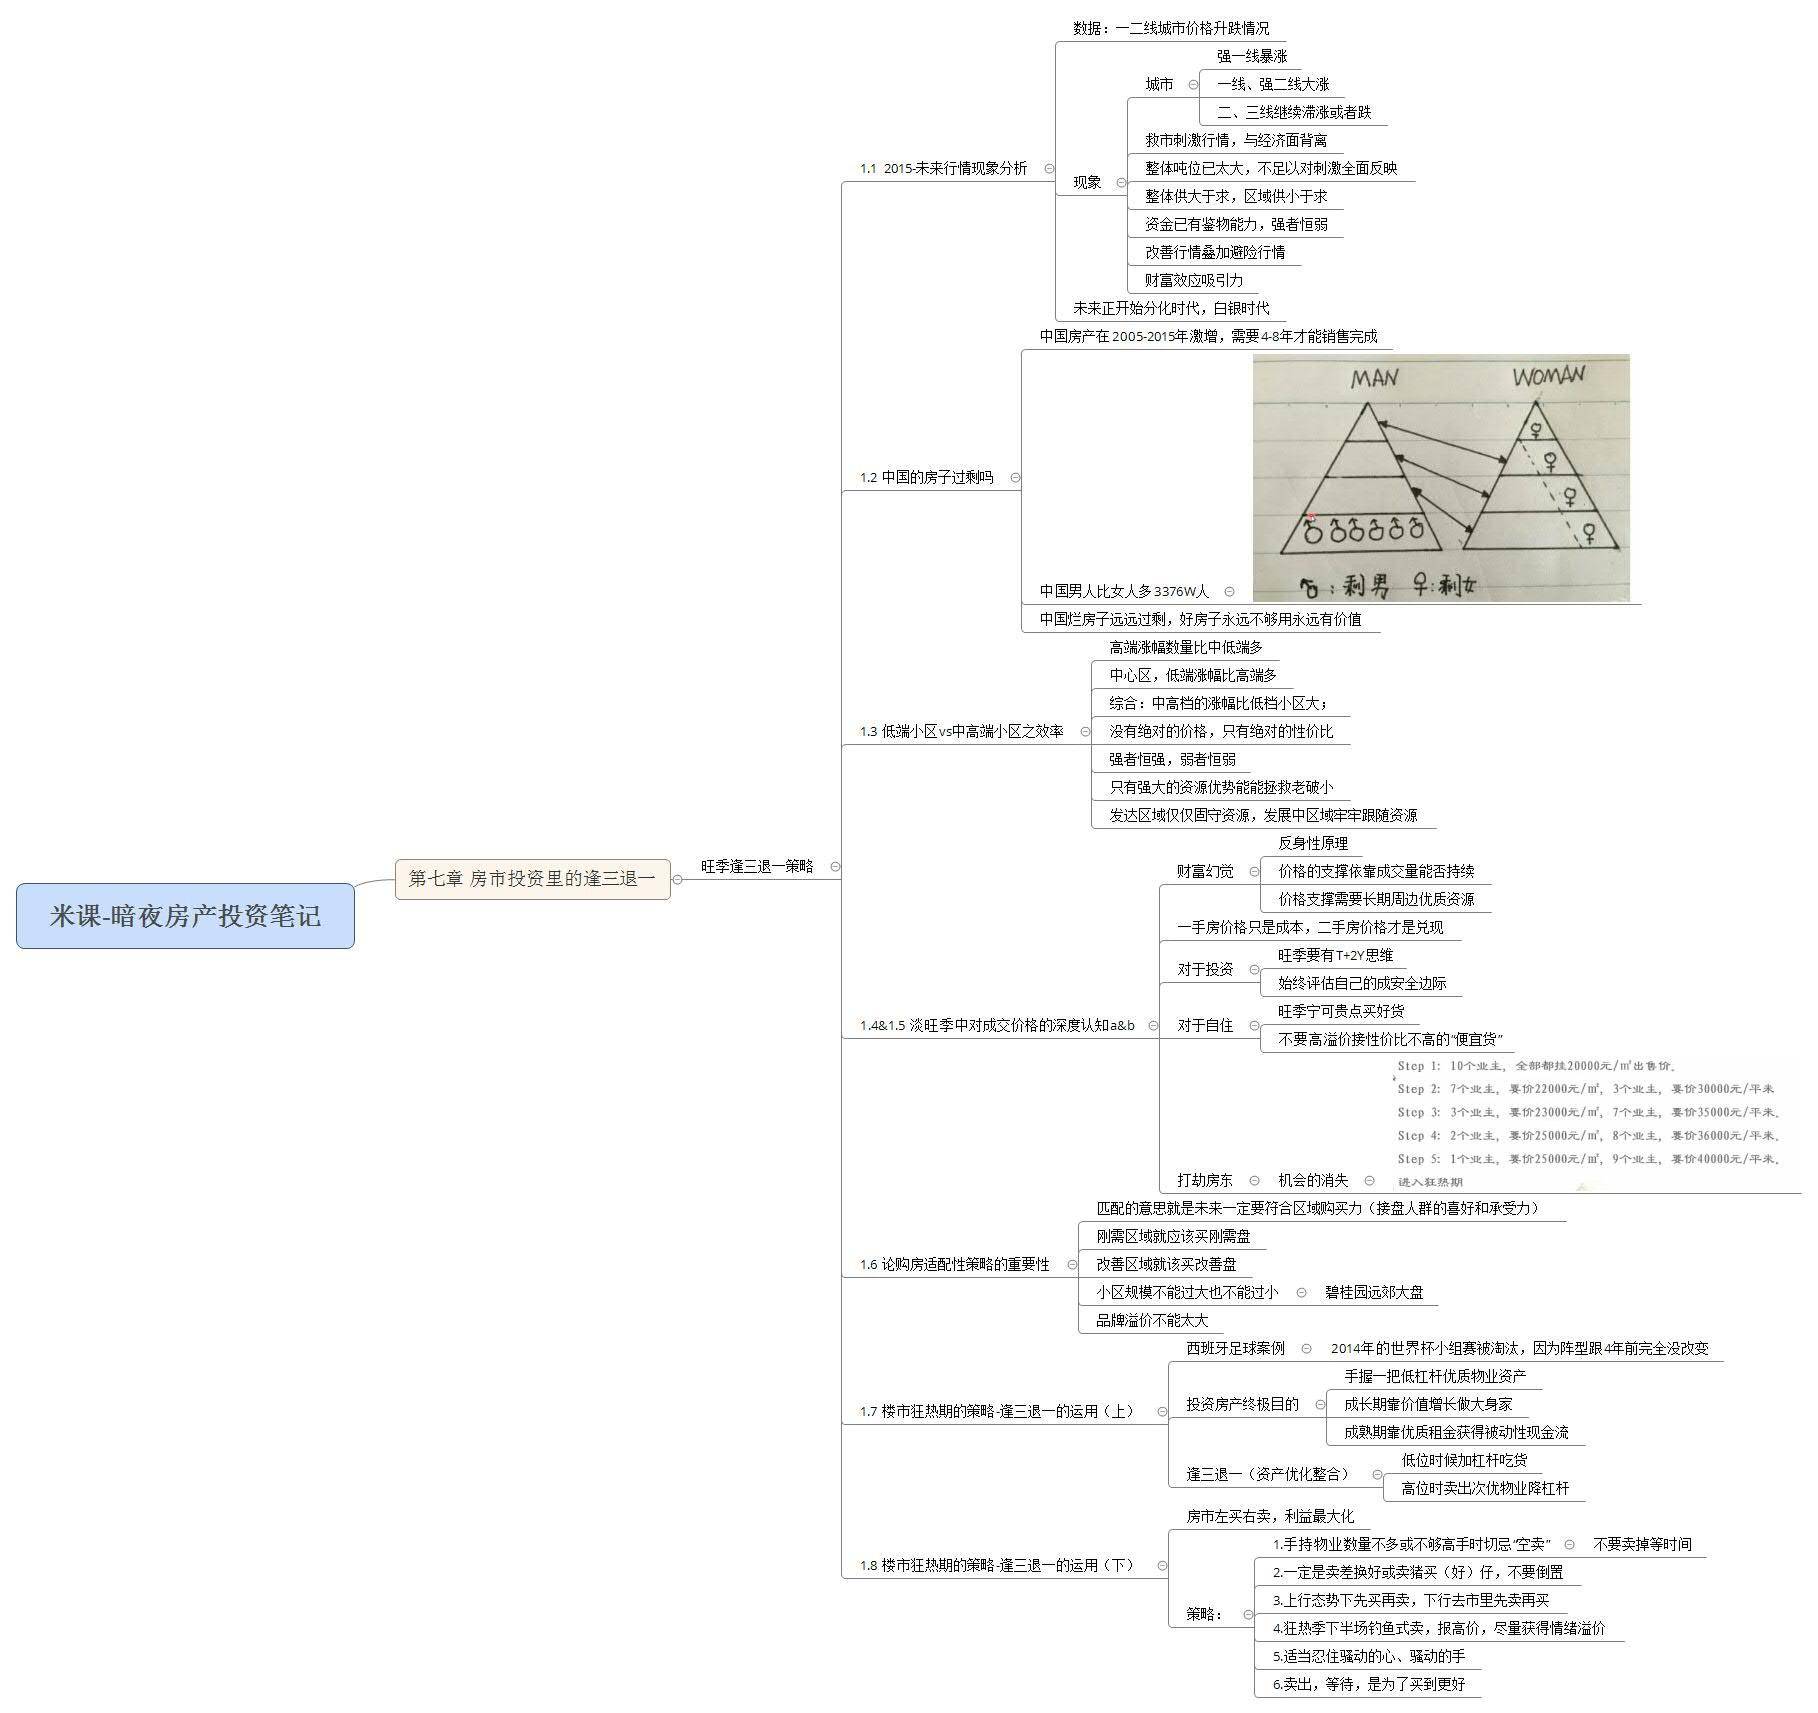 米课-暗夜房产投资笔记
第七章 房市投资里的逢三退一
旺季逢三退一策略
1.1 2015-未来行情现象分析
数据：一二线城市价格升跌情况
现象
城市
强一线暴涨
一线、强二线大涨
二、三线继续滞涨或者跌
救市刺激行情，与经济面背离
整体吨位已太大，不足以对刺激全面反映
整体供大于求，区域供小于求
资金已有鉴物能力，强者恒弱
改善行情叠加避险行情
财富效应吸引力
未来正开始分化时代，白银时代
1.2 中国的房子过剩吗
中国房产在2005-2015年激增，需要4-8年才能销售完成
中国男人比女人多3376W人
MAN
WOMAN
♂：剩男 ♀：剩女
中国烂房子远远过剩，好房子永远不够用永远有价值
1.3 低端小区vs中高端小区之效率
高端涨幅数量比中低端多
中心区，低端涨幅比高端多
综合：中高档的涨幅比低档小区大；
没有绝对的价格，只有绝对的性价比
强者恒强，弱者恒弱
只有强大的资源优势能能拯救老破小
发达区域仅仅固守资源，发展中区域牢牢跟随资源
1.4&1.5 淡旺季中对成交价格的深度认知a&b
财富幻觉
反身性原理
价格的支撑依靠成交量能否持续
价格支撑需要长期周边优质资源
一手房价格只是成本，二手房价格才是兑现
对于投资
旺季要有T+2Y思维
始终评估自己的成安全边际
对于自住
旺季宁可贵点买好货
不要高溢价接性价比不高的“便宜货”
打劫房东
机会的消失
Step 1: 10个业主，全部都挂20000元/㎡出售价。
Step 2: 7个业主，要价22000元/㎡，3个业主，要价30000元/平米
Step 3: 3个业主，要价23000元/㎡，7个业主，要价35000元/平米。
Step 4: 2个业主，要价25000元/㎡，8个业主，要价36000元/平米。
Step 5: 1个业主，要价25000元/㎡，9个业主，要价40000元/平米。
进入狂热期
1.6 论购房适配性策略的重要性
匹配的意思就是未来一定要符合区域购买力（接盘人群的喜好和承受力）
刚需区域就应该买刚需盘
改善区域就该买改善盘
小区规模不能过大也不能过小
碧桂园远郊大盘
品牌溢价不能太大
1.7 楼市狂热期的策略-逢三退一的运用（上）
西班牙足球案例
2014年的世界杯小组赛被淘汰，因为阵型跟4年前完全没改变
投资房产终极目的
手握一把低杠杆优质物业资产
成长期靠价值增长做大身家
成熟期靠优质租金获得被动性现金流
逢三退一（资产优化整合）
低位时候加杠杆吃货
高位时卖出次优物业降杠杆
1.8 楼市狂热期的策略-逢三退一的运用（下）
房市左买右卖，利益最大化
策略：
1.手持物业数量不多或不够高手时切忌“空卖”
不要卖掉等时间
2.一定是卖差换好或卖猪买（好）仔，不要倒置
3.上行态势下先买再卖，下行去市里先卖再买
4.狂热季下半场钓鱼式卖，报高价，尽量获得情绪溢价
5.适当忍住骚动的心、骚动的手
6.卖出，等待，是为了买到更好